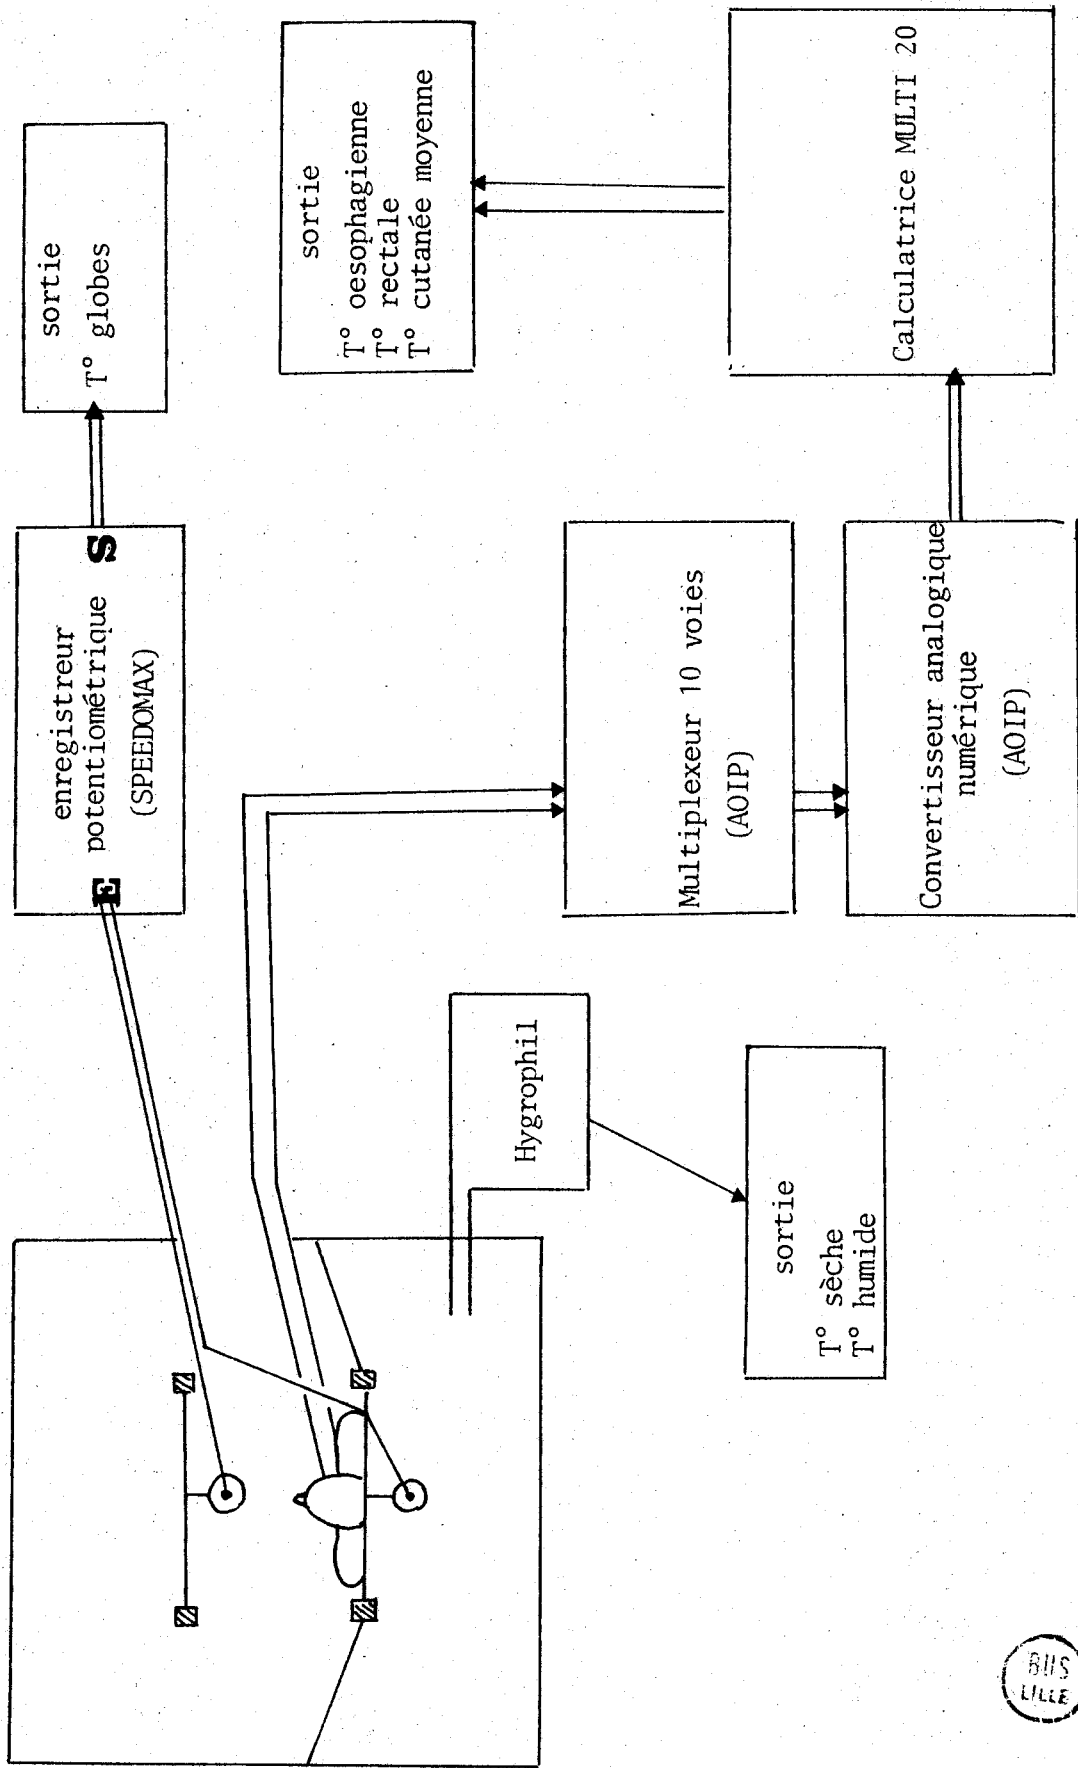 enregistreur
potentiométrique
(SPEEDOMAX)
E
S
sortie
T° globes
sortie
T° oesophagienne
T° rectale
T° cutanée moyenne
Hygrophil
Multiplexeur 10 voies
(AOIP)
sortie
T° sèche
T° humide
Convertisseur analogique
numérique
(AOIP)
Calculatrice MULTI 20
BUS
LILLE